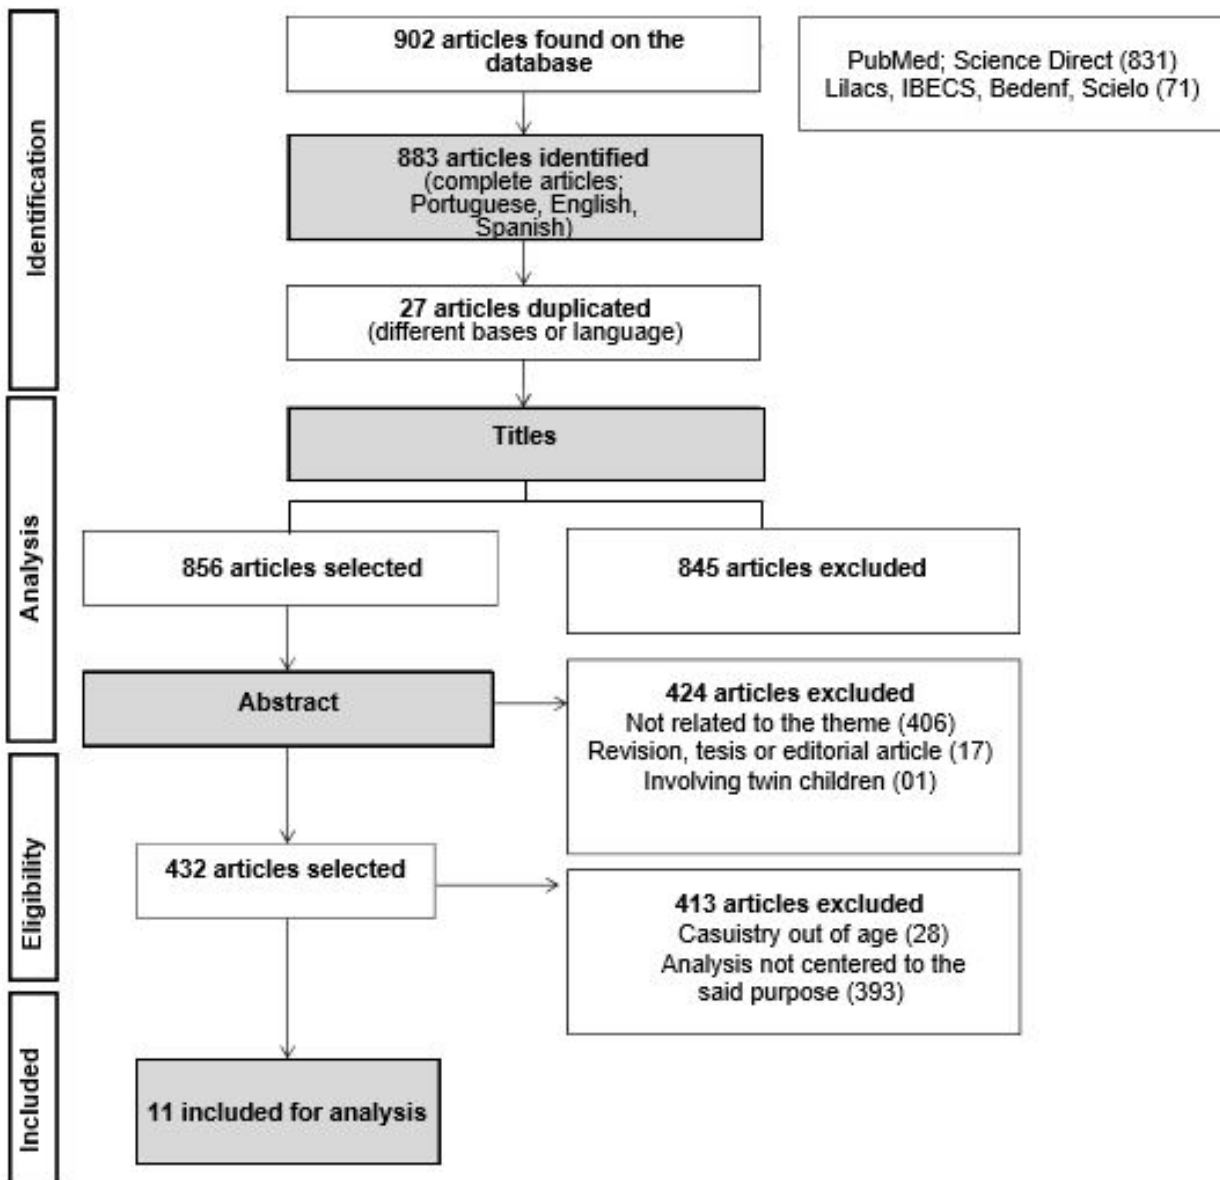 902 articles found on the
database
PubMed; Science Direct (831)
Lilacs, IBECS, Bedenf, Scielo (71)
Identification
883 articles identified
(complete articles;
Portuguese, English,
Spanish)
27 articles duplicated
(different bases or language)
Analysis
Titles
856 articles selected
845 articles excluded
Abstract
424 articles excluded
Not related to the theme (406)
Revision, tesis or editorial article (17)
Involving twin children (01)
Eligibility
432 articles selected
413 articles excluded
Casuistry out of age (28)
Analysis not centered to the
said purpose (393)
Included
11 included for analysis